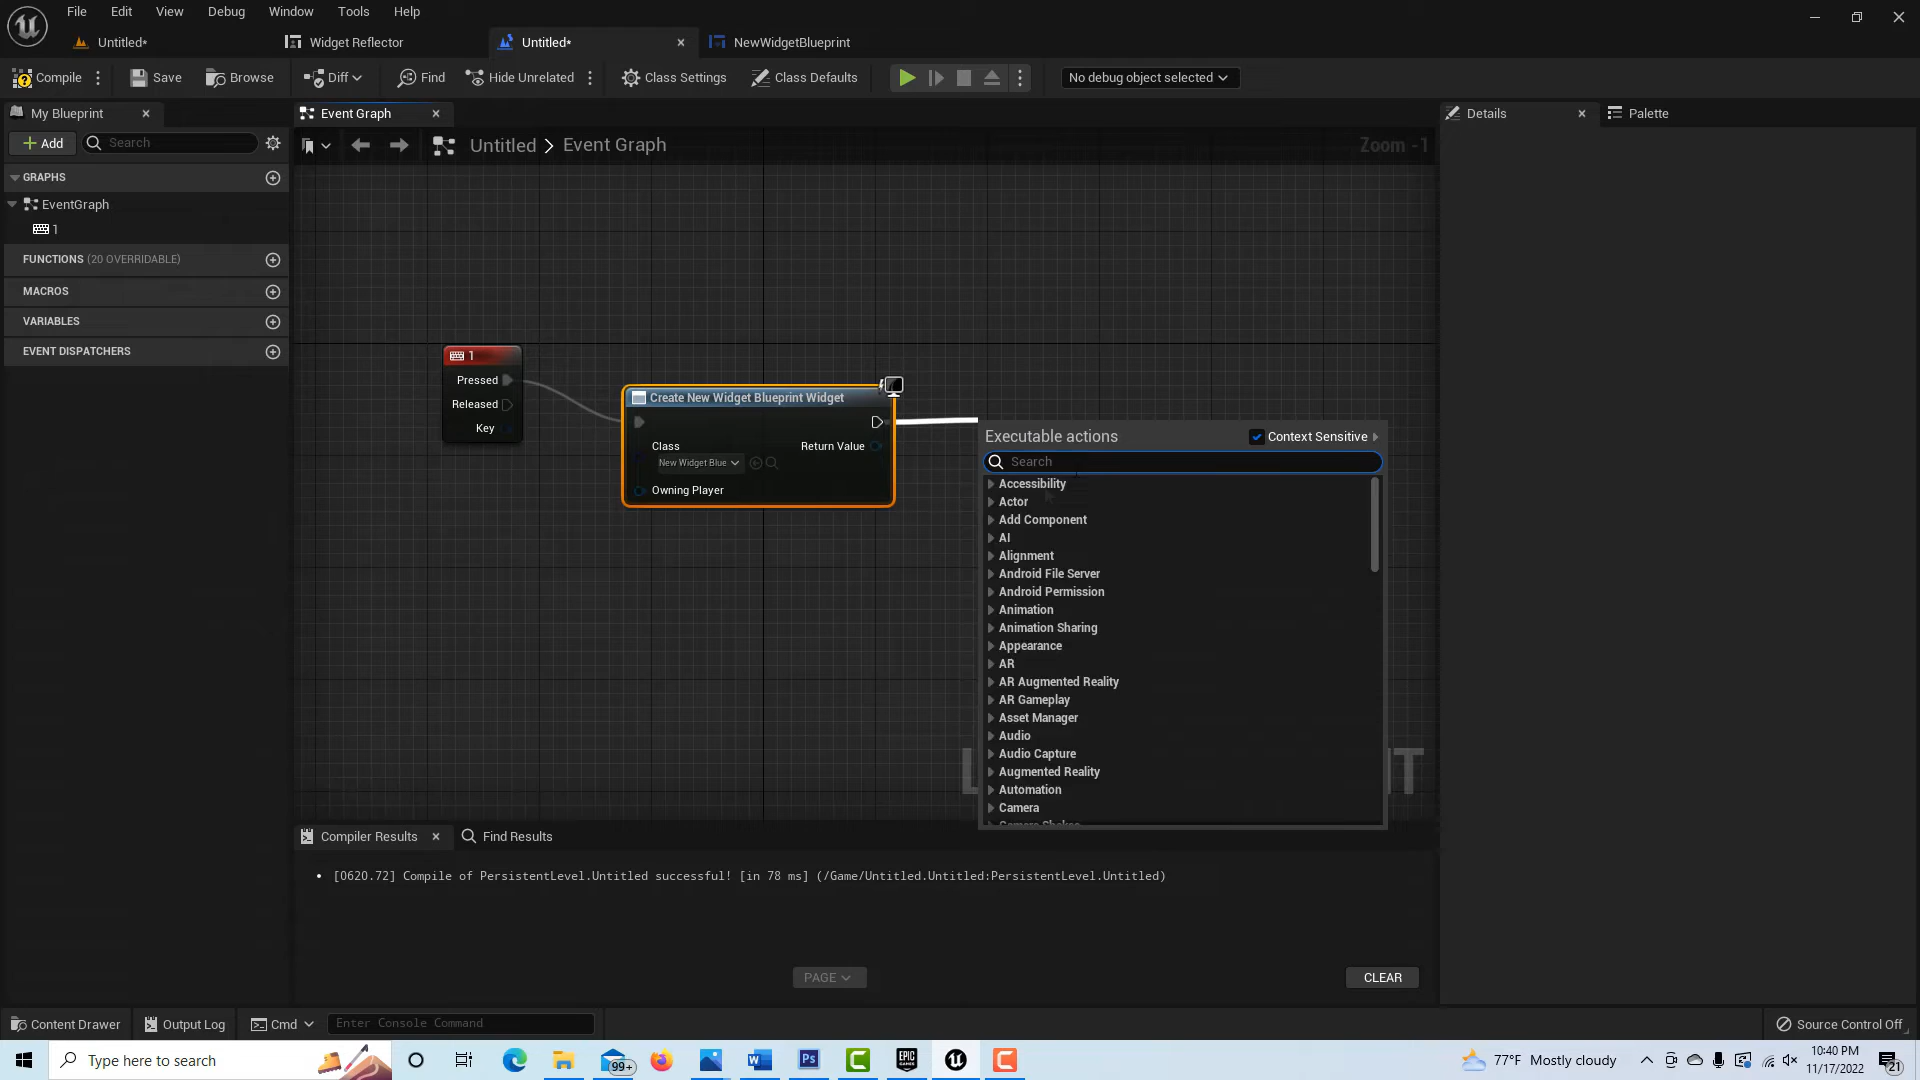 File Edit View Debug Window Tools Help
Untitled* Widget Reflector Untitled* NewWidgetBlueprint
Compile Save Browse Diff Find Hide Unrelated Class Settings Class Defaults No debug object selected
My Blueprint Event Graph Details Palette
Add Search Untitled > Event Graph Zoom -1
GRAPHS
EventGraph
1
FUNCTIONS (20 OVERRIDABLE)
MACROS
VARIABLES
EVENT DISPATCHERS
1
Pressed
Released
Key
Create New Widget Blueprint Widget
Class Return Value
New Widget Blue
Owning Player
Executable actions Context Sensitive
Search
Accessibility
Actor
Add Component
AI
Alignment
Android File Server
Android Permission
Animation
Animation Sharing
Appearance
AR
AR Augmented Reality
AR Gameplay
Asset Manager
Audio
Audio Capture
Augmented Reality
Automation
Camera
Compiler Results Find Results
• [0620.72] Compile of PersistentLevel.Untitled successful! [in 78 ms] (/Game/Untitled.Untitled:PersistentLevel.Untitled)
PAGE CLEAR
Content Drawer Output Log Cmd Enter Console Command Source Control Off
Type here to search 99+ 77°F Mostly cloudy 10:40 PM
11/17/2022 21